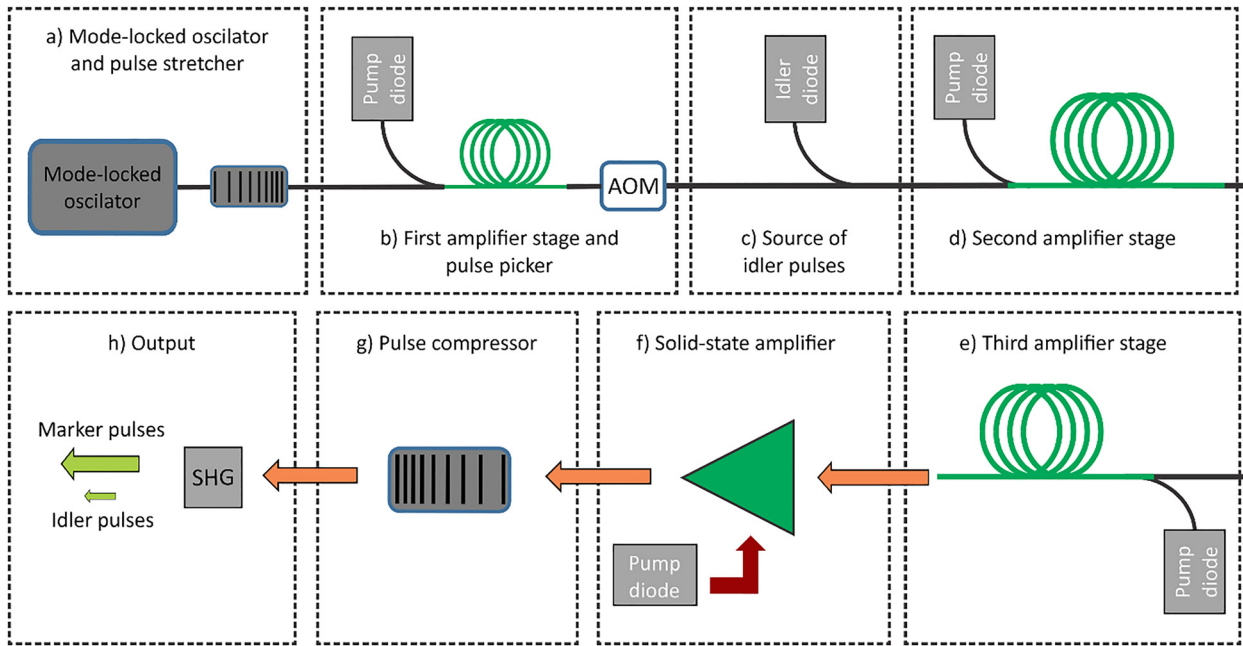 a) Mode-locked oscilator
and pulse stretcher
Mode-locked
oscilator
Pump
diode
AOM
b) First amplifier stage and
pulse picker
Idler
diode
c) Source of
idler pulses
Pump
diode
d) Second amplifier stage
h) Output
Marker pulses
SHG
Idler pulses
g) Pulse compressor
f) Solid-state amplifier
Pump
diode
e) Third amplifier stage
Pump
diode